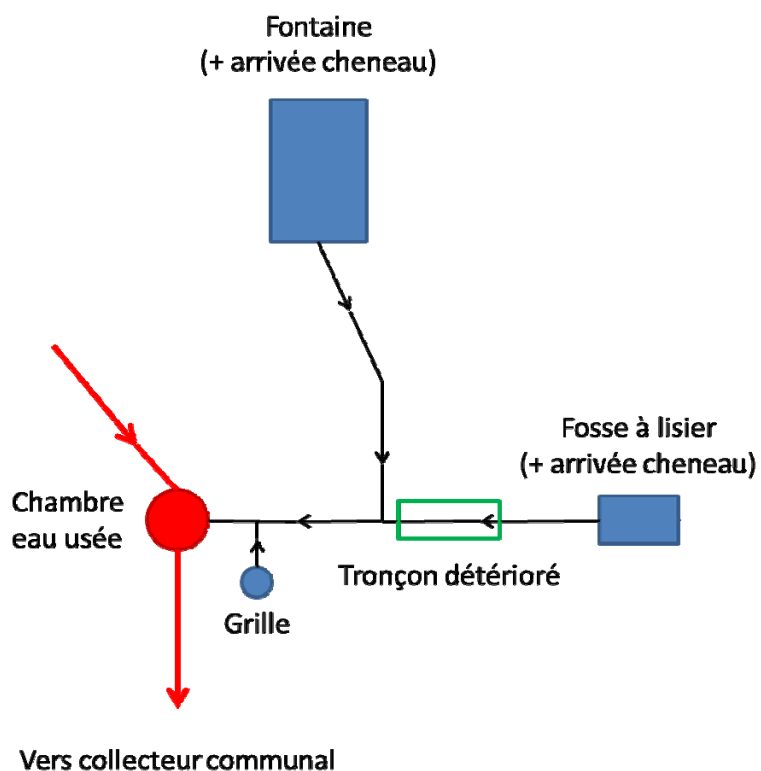 Fontaine
(+ arrivée cheneau)
Fosse à lisier
(+ arrivée cheneau)
Chambre
eau usée
Tronçon détérioré
Grille
Vers collecteur communal